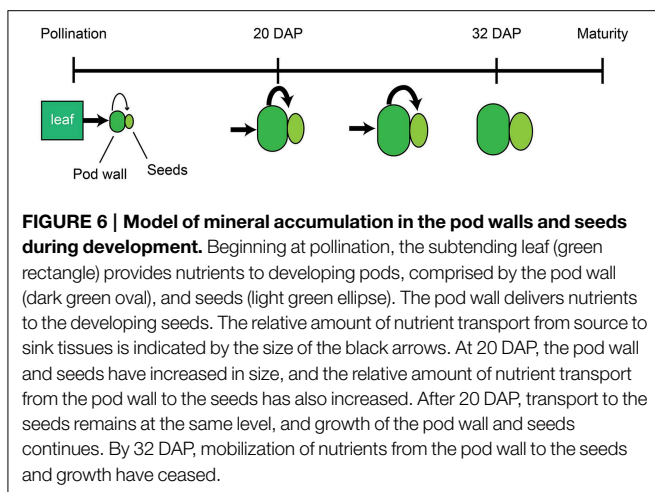 Pollination 20 DAP 32 DAP Maturity
leaf
Pod wall Seeds
FIGURE 6 | Model of mineral accumulation in the pod walls and seeds
during development. Beginning at pollination, the subtending leaf (green
rectangle) provides nutrients to developing pods, comprised by the pod wall
(dark green oval), and seeds (light green ellipse). The pod wall delivers nutrients
to the developing seeds. The relative amount of nutrient transport from source to
sink tissues is indicated by the size of the black arrows. At 20 DAP, the pod wall
and seeds have increased in size, and the relative amount of nutrient transport
from the pod wall to the seeds has also increased. After 20 DAP, transport to the
seeds remains at the same level, and growth of the pod wall and seeds
continues. By 32 DAP, mobilization of nutrients from the pod wall to the seeds
and growth have ceased.